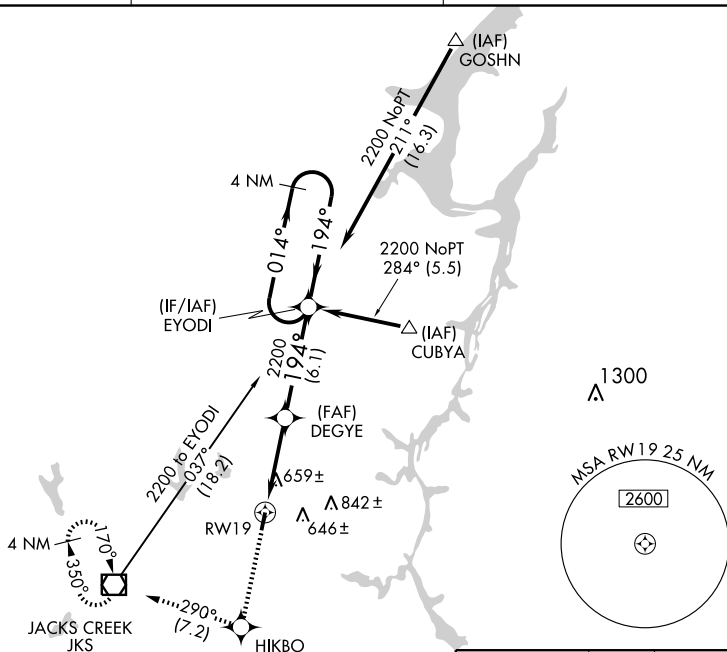 (IAF)
GOSHN
2200 NoPT
211°
(16.3)
4 NM
014°
194°
2200 NoPT
284° (5.5)
(IF/IAF)
EYODI
(IAF)
CUBYA
2200
194°
(6.1)
1300
(FAF)
DEGYE
2200 to EYODI
037°
(18.2)
MSA RW19 25 NM
2600
659±
842±
646±
RW19
4 NM
170°
350°
290°
(7.2)
JACKS CREEK
JKS
HIKBO